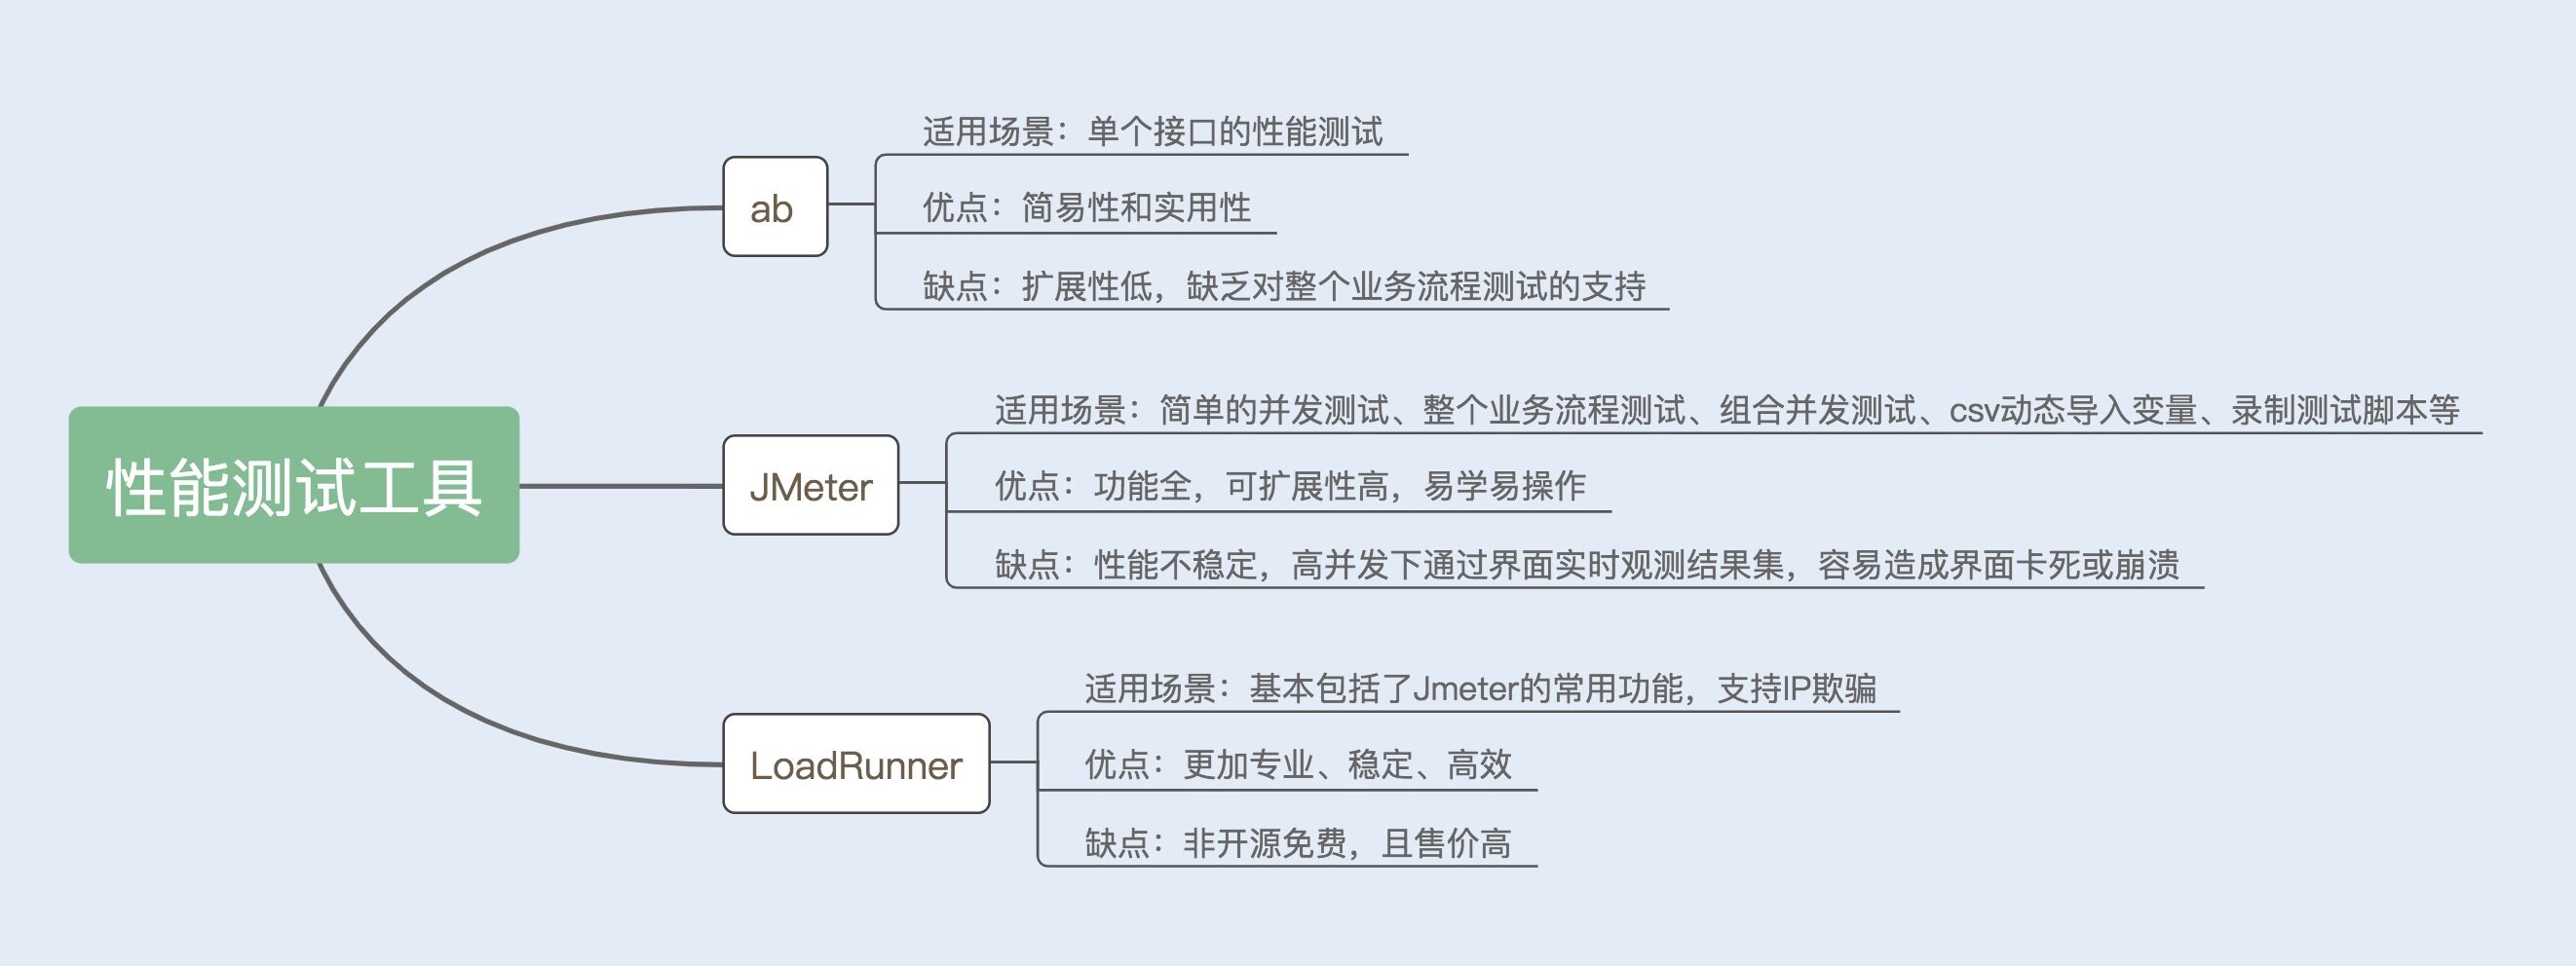 性能测试工具
ab
适用场景：单个接口的性能测试
优点：简易性和实用性
缺点：扩展性低，缺乏对整个业务流程测试的支持
JMeter
适用场景：简单的并发测试、整个业务流程测试、组合并发测试、csv动态导入变量、录制测试脚本等
优点：功能全，可扩展性高，易学易操作
缺点：性能不稳定，高并发下通过界面实时观测结果集，容易造成界面卡死或崩溃
LoadRunner
适用场景：基本包括了Jmeter的常用功能，支持IP欺骗
优点：更加专业、稳定、高效
缺点：非开源免费，且售价高